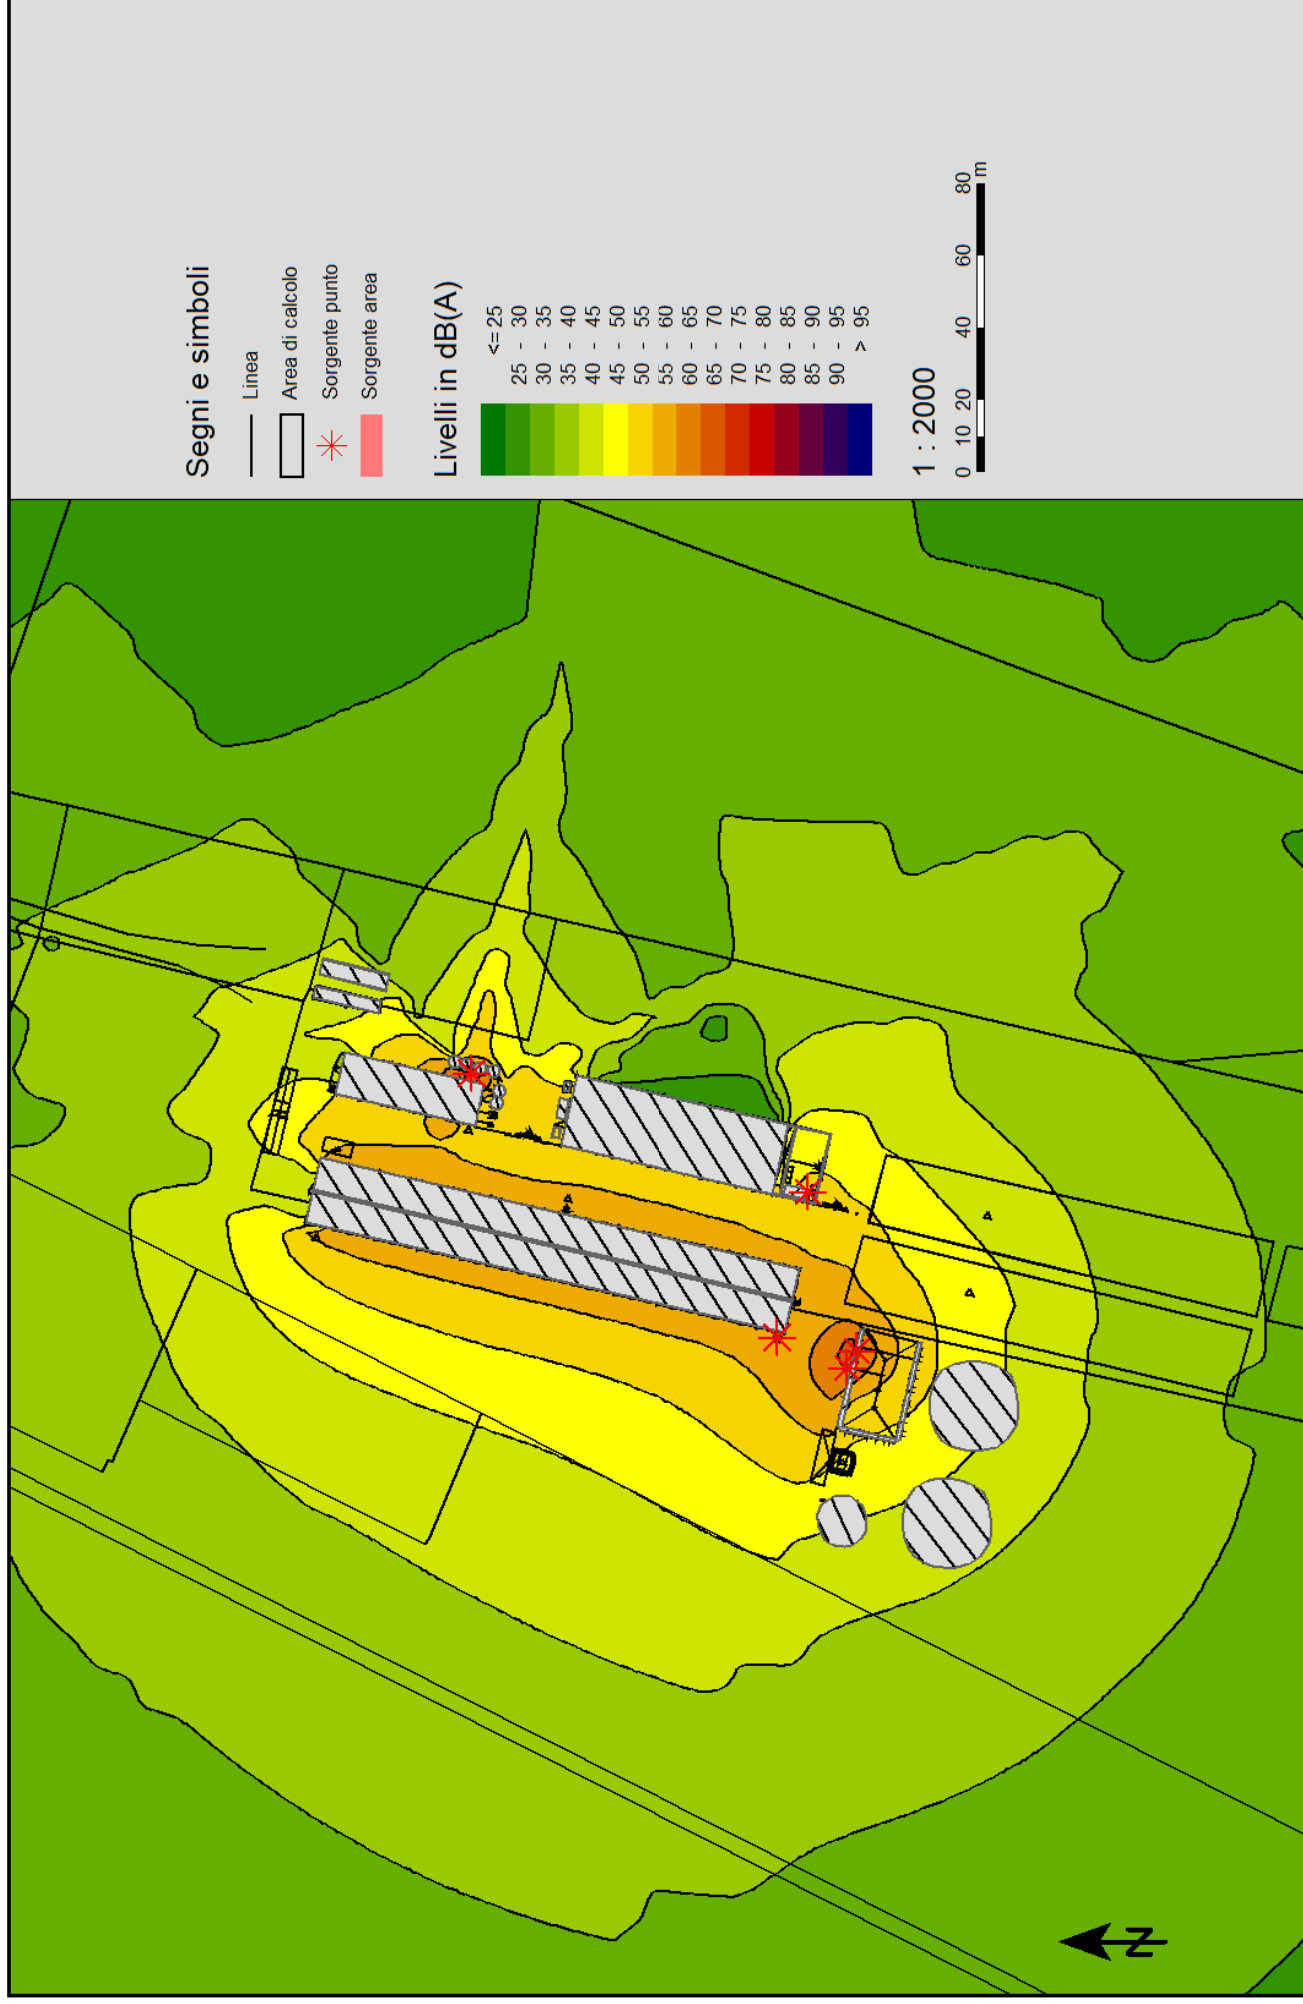 Segni e simboli
Linea
Area di calcolo
Sorgente punto
Sorgente area
Livelli in dB(A)
<= 25
25 - 30
30 - 35
35 - 40
40 - 45
45 - 50
50 - 55
55 - 60
60 - 65
65 - 70
70 - 75
75 - 80
80 - 85
85 - 90
90 - 95
> 95
1 : 2000
0 10 20 40 60 80
m
N